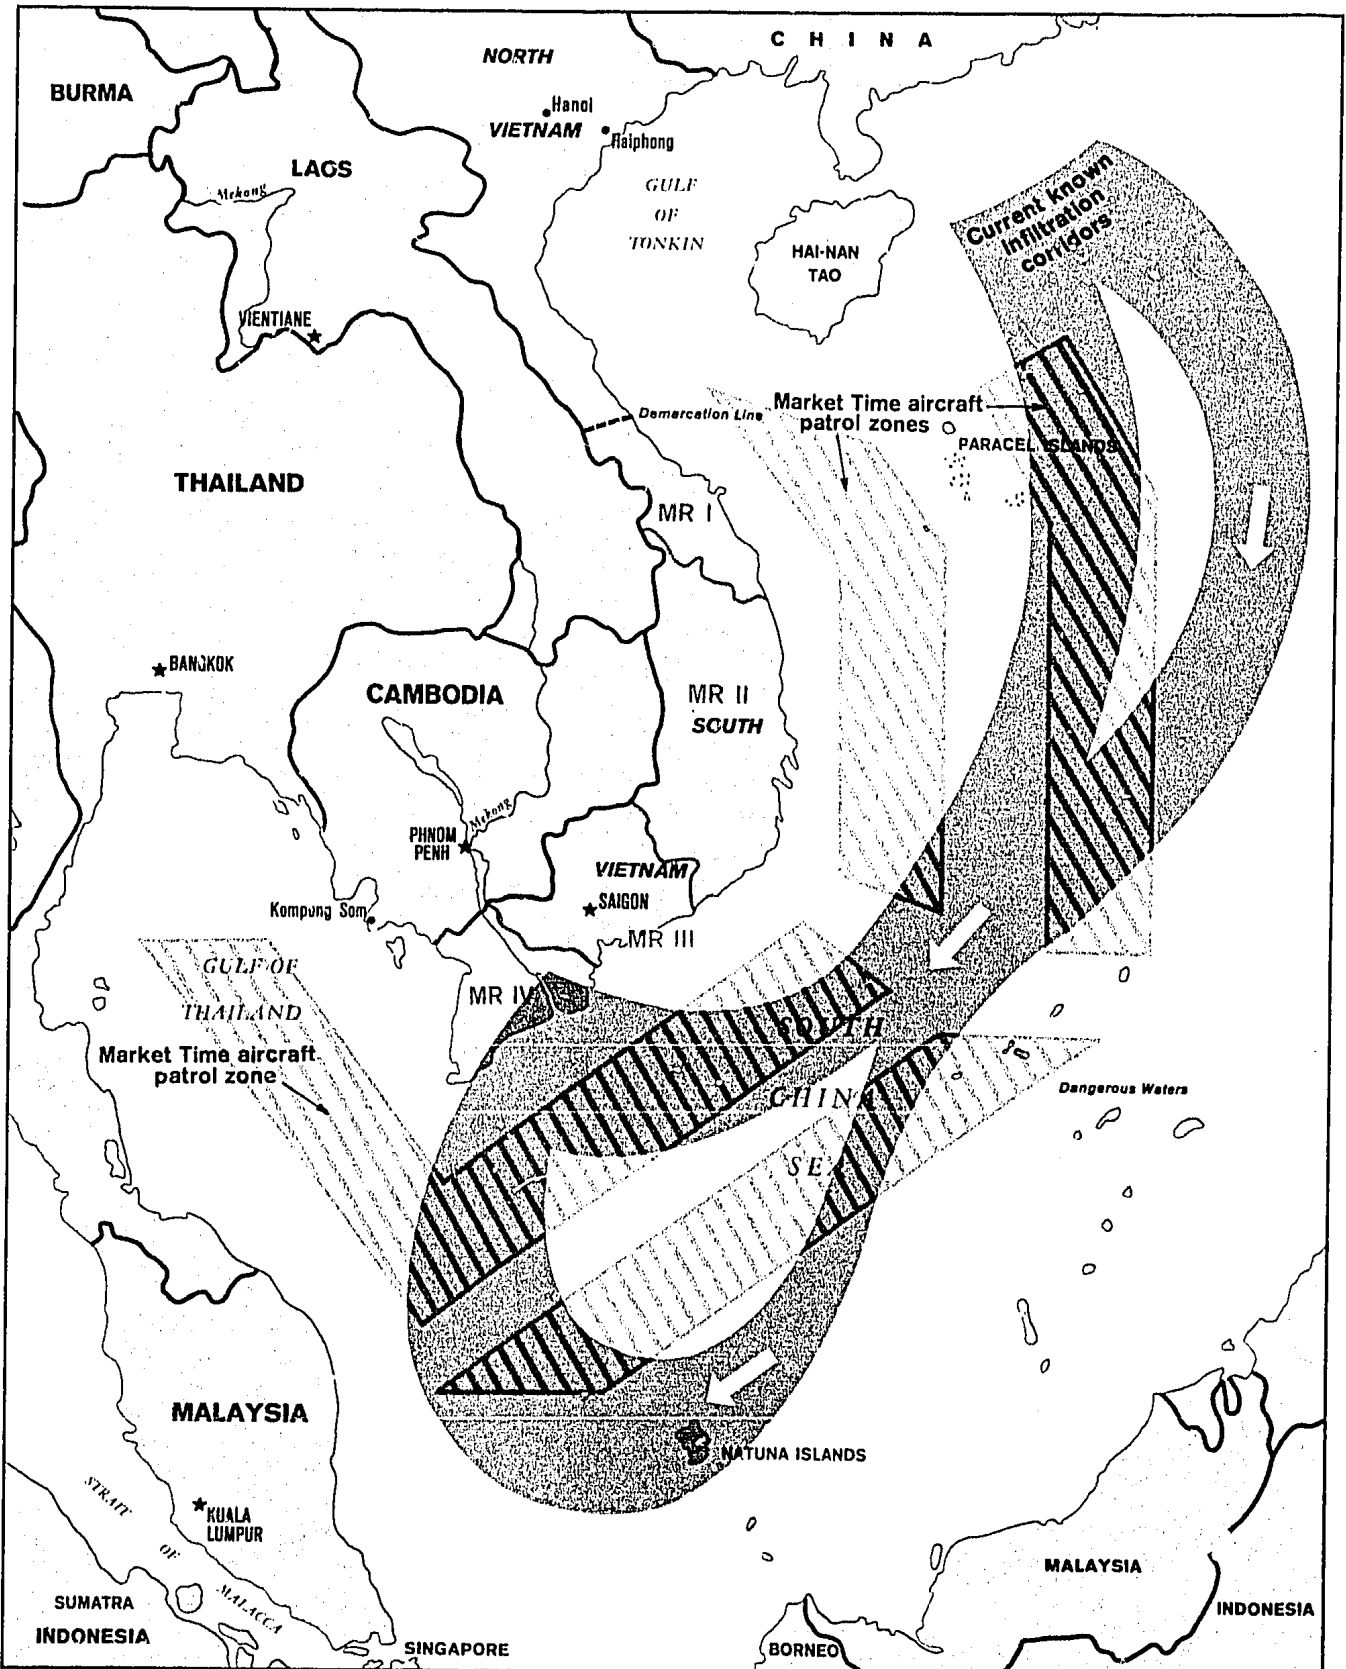 C H I N A
NORTH
BURMA
Hanoi
VIETNAM
Haiphong
LAOS
Mekong
GULF
OF
TONKIN
Current known
infiltration
corridors
HAI-NAN
TAO
VIENTIANE
Demarcation Line
Market Time aircraft
patrol zones
PARACEL ISLANDS
THAILAND
MR I
BANGKOK
CAMBODIA
MR II
SOUTH
Mekong
PHNOM
PENH
VIETNAM
SAIGON
Kompong Som
MR III
GULF OF
THAILAND
MR IV
SOUTH
Market Time aircraft
patrol zone
CHINA
Dangerous Waters
SEA
MALAYSIA
NATUNA ISLANDS
STRAIT
OF
MALACCA
KUALA
LUMPUR
MALAYSIA
SUMATRA
INDONESIA
INDONESIA
SINGAPORE
BORNEO